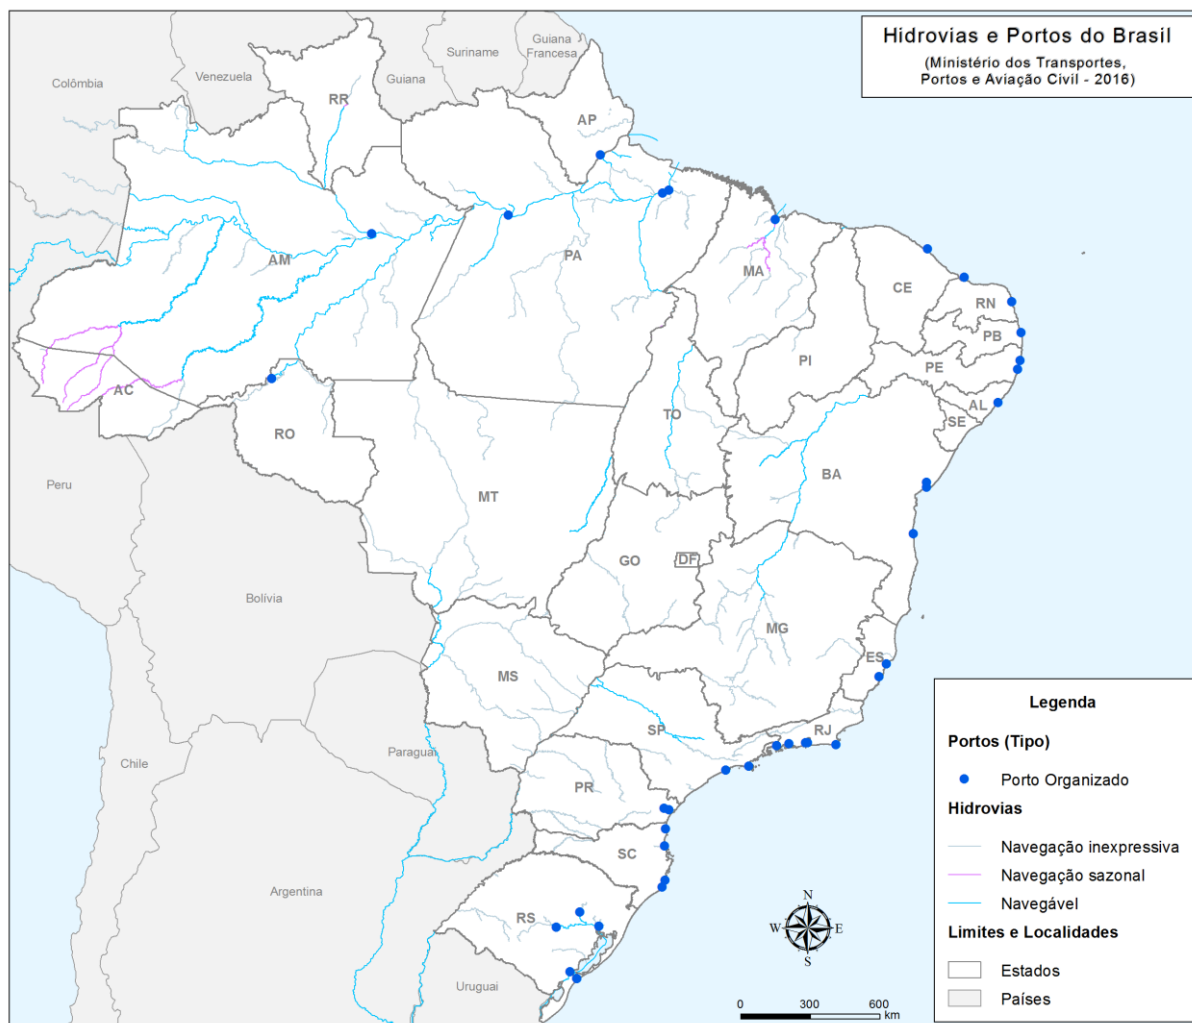 Hidrovias e Portos do Brasil
(Ministério dos Transportes,
Portos e Aviação Civil - 2016)
Colômbia
Venezuela
Guiana
Suriname
Guiana
Francesa
RR
AP
AM
PA
MA
CE
RN
PB
PE
AL
SE
PI
TO
BA
AC
RO
MT
GO
DF
MG
ES
MS
SP
RJ
PR
SC
RS
Peru
Bolívia
Chile
Paraguai
Argentina
Uruguai
N
W
E
S
0
300
600
km
Legenda
Portos (Tipo)
Porto Organizado
Hidrovias
Navegação inexpressiva
Navegação sazonal
Navegável
Limites e Localidades
Estados
Países